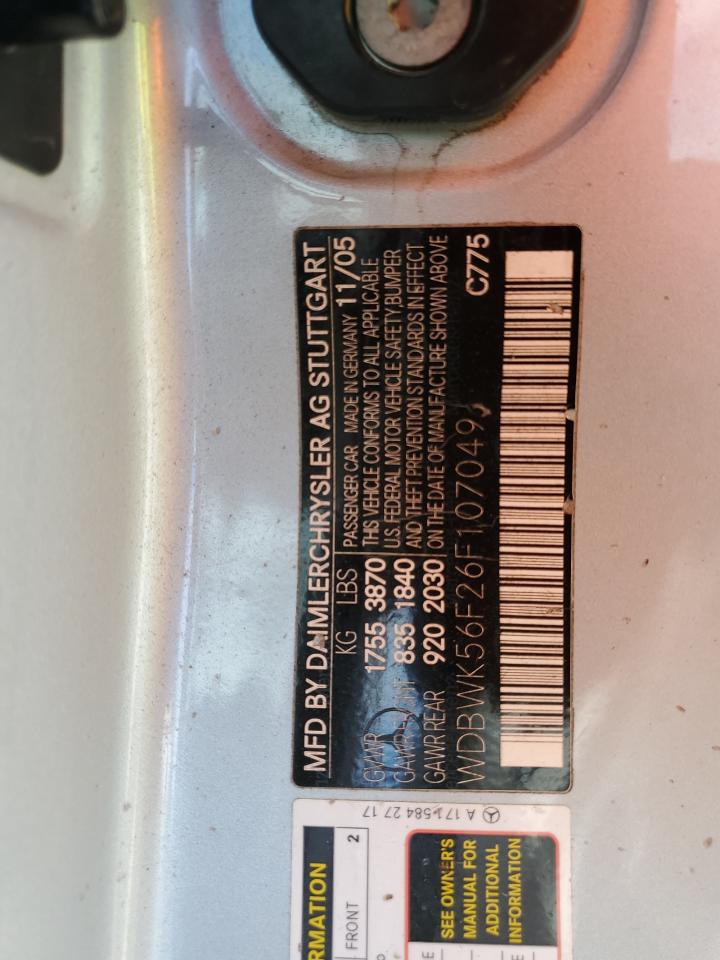 MFD BY DAIMLERCHRYSLER AG STUTTGART
KG LBS
GVWR 1755 3870
GAWR FRONT 835 1840
GAWR REAR 920 2030
PASSENGER CAR MADE IN GERMANY 11/05
THIS VEHICLE CONFORMS TO ALL APPLICABLE
U.S. FEDERAL MOTOR VEHICLE SAFETY, BUMPER
AND THEFT PREVENTION STANDARDS IN EFFECT
ON THE DATE OF MANUFACTURE SHOWN ABOVE
C775
A 171 584 27 17
RMATION
FRONT 2
SEE OWNER'S
MANUAL FOR
ADDITIONAL
INFORMATION